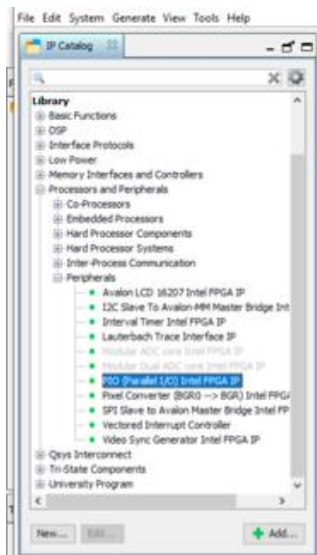 File Edit System Generate View Tools Help
IP Catalog
Library
Basic Functions
DSP
Interface Protocols
Low Power
Memory Interfaces and Controllers
Processors and Peripherals
Co-Processors
Embedded Processors
Hard Processor Components
Hard Processor Systems
Inter-Process Communication
Peripherals
Avalon LCD 16207 Intel FPGA IP
I2C Slave To Avalon-MM Master Bridge Int
Interval Timer Intel FPGA IP
Lauterbach Trace Interface IP
Modular ADC core Intel FPGA IP
Modular Dual ADC core Intel FPGA IP
PIO (Parallel I/O) Intel FPGA IP
Pixel Converter (BGR0 --> BGR) Intel FPGA
SPI Slave to Avalon Master Bridge Intel FP
Vectored Interrupt Controller
Video Sync Generator Intel FPGA IP
Qsys Interconnect
Tri-State Components
University Program
New... Edit... Add...